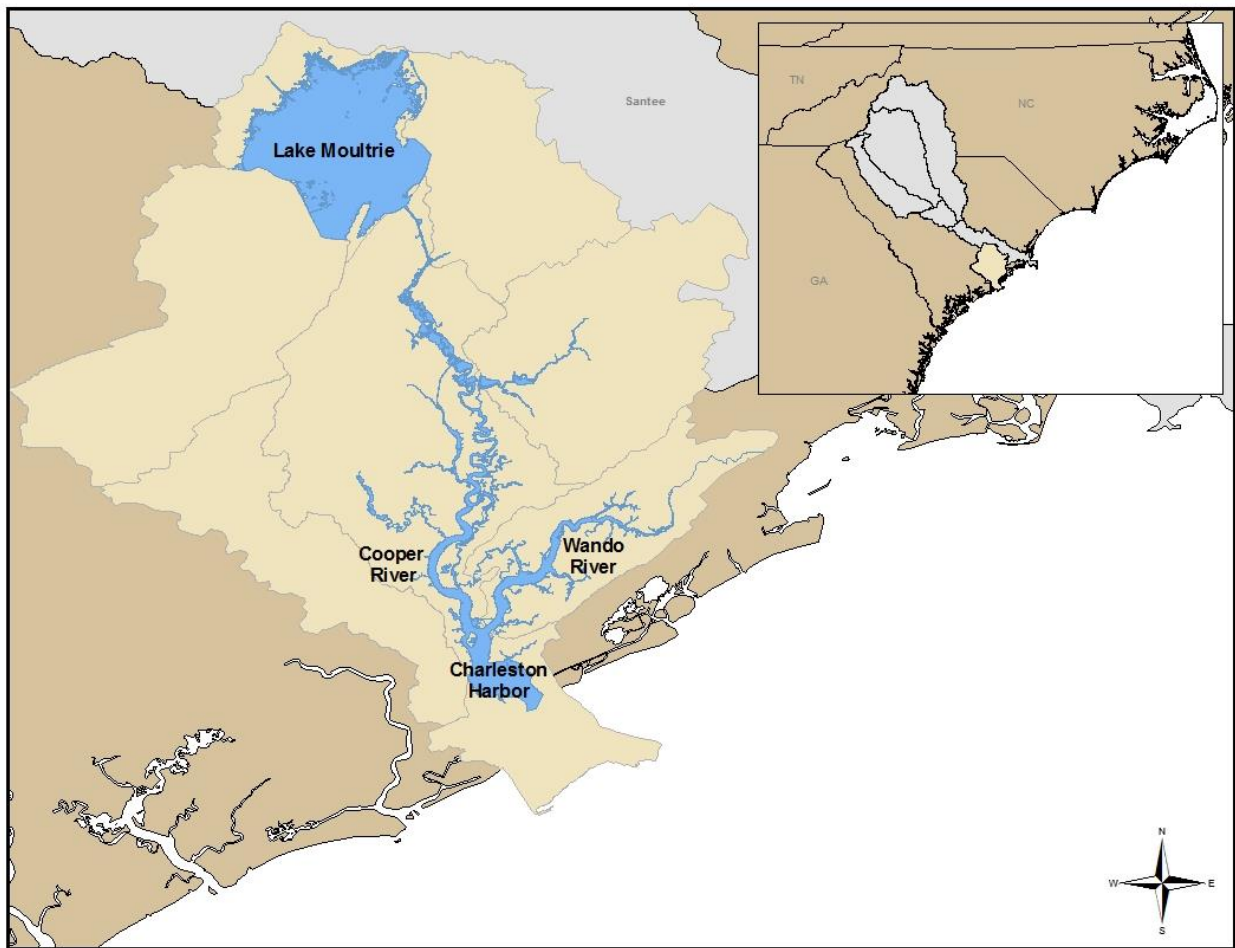 Santee
Lake Moultrie
TN
NC
GA
Cooper
River
Wando
River
Charleston
Harbor
N
W
E
S